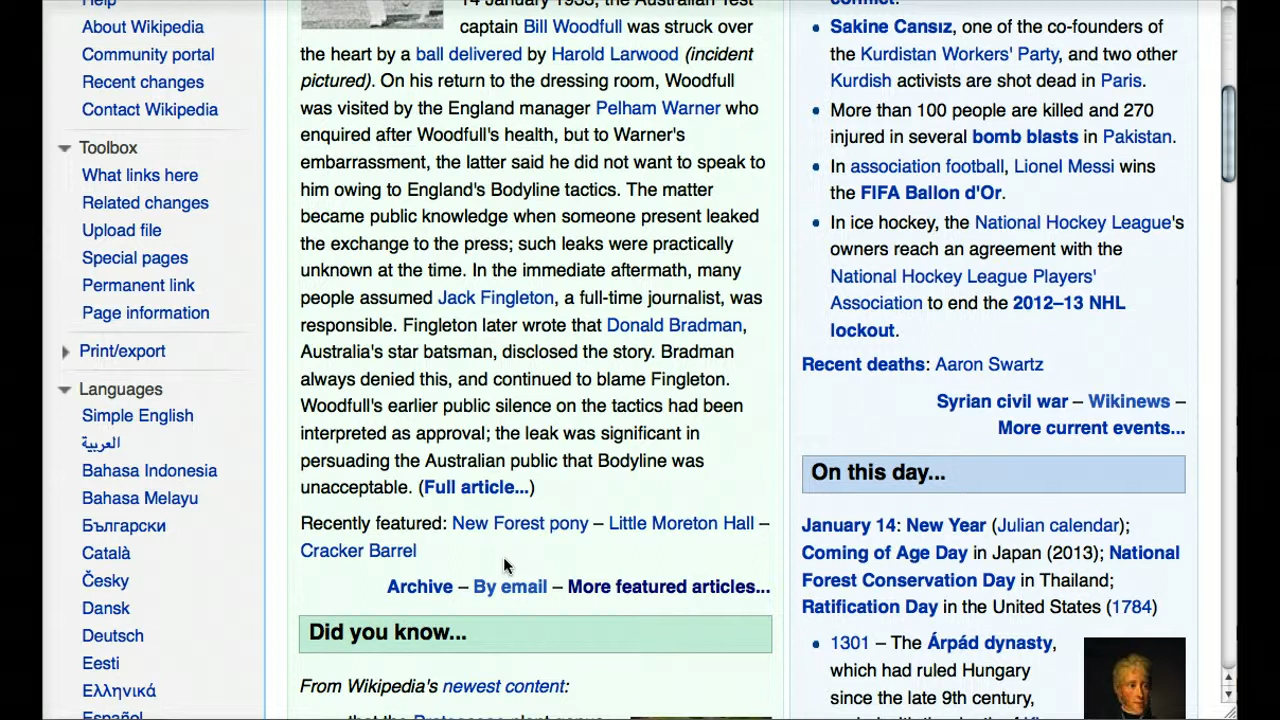 Help
About Wikipedia
Community portal
Recent changes
Contact Wikipedia
Toolbox
What links here
Related changes
Upload file
Special pages
Permanent link
Page information
Print/export
Languages
Simple English
العربية
Bahasa Indonesia
Bahasa Melayu
Български
Català
Česky
Dansk
Deutsch
Eesti
Ελληνικά
Español
14 January 1933, the Australian Test
captain Bill Woodfull was struck over
the heart by a ball delivered by Harold Larwood (incident
pictured). On his return to the dressing room, Woodfull
was visited by the England manager Pelham Warner who
enquired after Woodfull's health, but to Warner's
embarrassment, the latter said he did not want to speak to
him owing to England's Bodyline tactics. The matter
became public knowledge when someone present leaked
the exchange to the press; such leaks were practically
unknown at the time. In the immediate aftermath, many
people assumed Jack Fingleton, a full-time journalist, was
responsible. Fingleton later wrote that Donald Bradman,
Australia's star batsman, disclosed the story. Bradman
always denied this, and continued to blame Fingleton.
Woodfull's earlier public silence on the tactics had been
interpreted as approval; the leak was significant in
persuading the Australian public that Bodyline was
unacceptable. (Full article...)
Recently featured: New Forest pony – Little Moreton Hall –
Cracker Barrel
Archive – By email – More featured articles...
Did you know...
From Wikipedia's newest content:
conflict.
Sakine Cansız, one of the co-founders of
the Kurdistan Workers' Party, and two other
Kurdish activists are shot dead in Paris.
More than 100 people are killed and 270
injured in several bomb blasts in Pakistan.
In association football, Lionel Messi wins
the FIFA Ballon d'Or.
In ice hockey, the National Hockey League's
owners reach an agreement with the
National Hockey League Players'
Association to end the 2012–13 NHL
lockout.
Recent deaths: Aaron Swartz
Syrian civil war – Wikinews –
More current events...
On this day...
January 14: New Year (Julian calendar);
Coming of Age Day in Japan (2013); National
Forest Conservation Day in Thailand;
Ratification Day in the United States (1784)
1301 – The Árpád dynasty,
which had ruled Hungary
since the late 9th century,